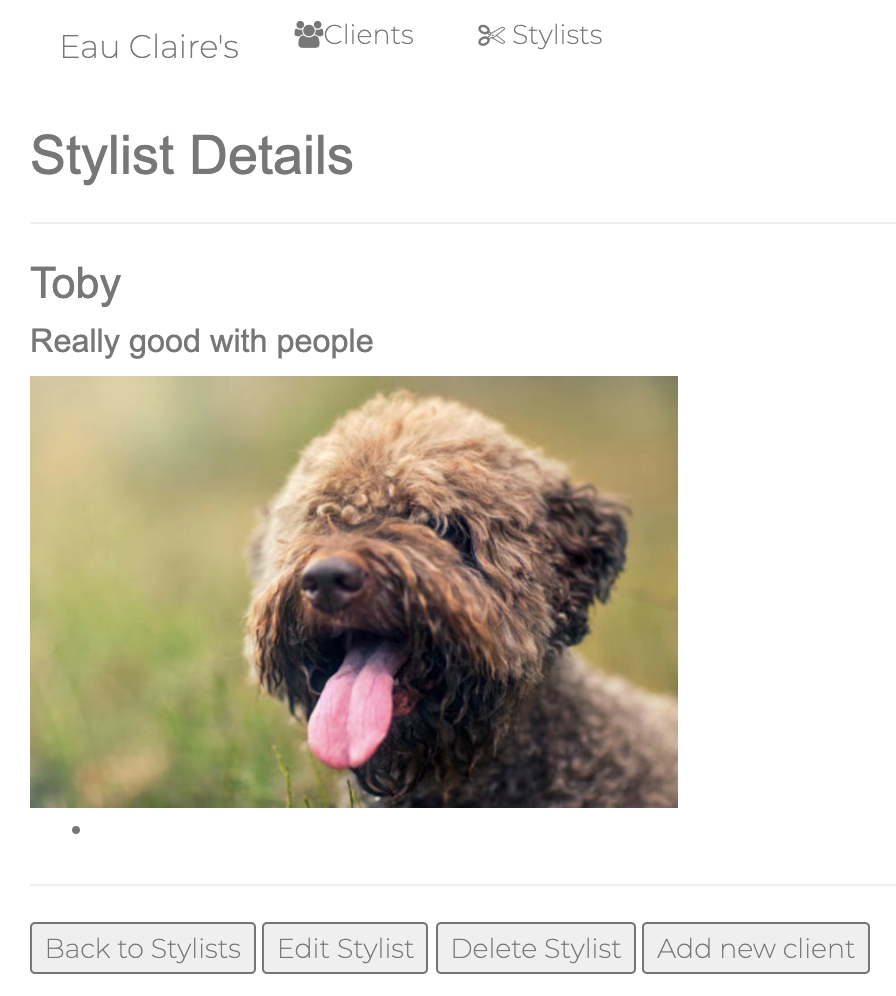 Eau Claire's Clients Stylists
Stylist Details
Toby
Really good with people
Back to Stylists Edit Stylist Delete Stylist Add new client